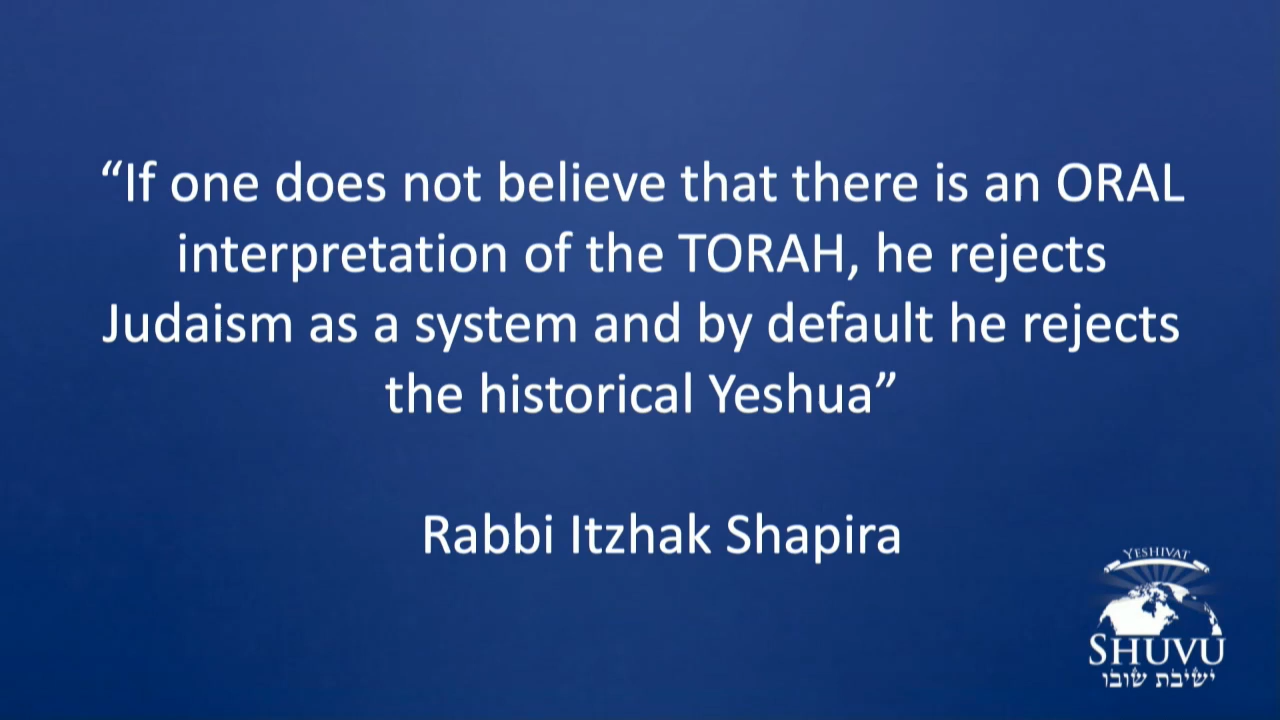 “If one does not believe that there is an ORAL
interpretation of the TORAH, he rejects
Judaism as a system and by default he rejects
the historical Yeshua”
Rabbi Itzhak Shapira
YESHIVAT
SHUVU
ישיבת שובו